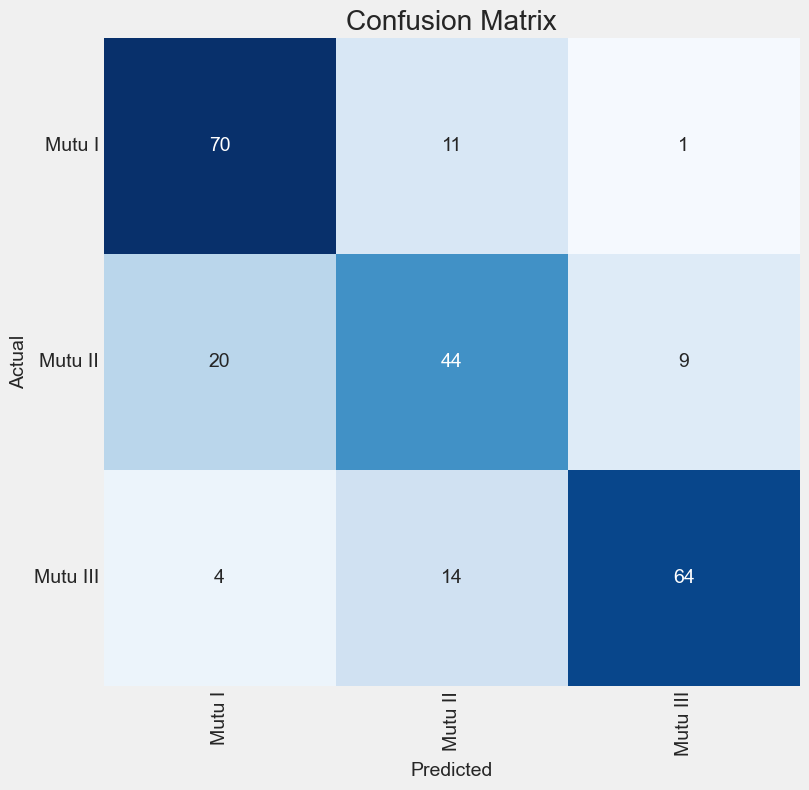 Confusion Matrix
Mutu I 70 11 1
Actual
Mutu II 20 44 9
Mutu III 4 14 64
Mutu I Mutu II Mutu III
Predicted